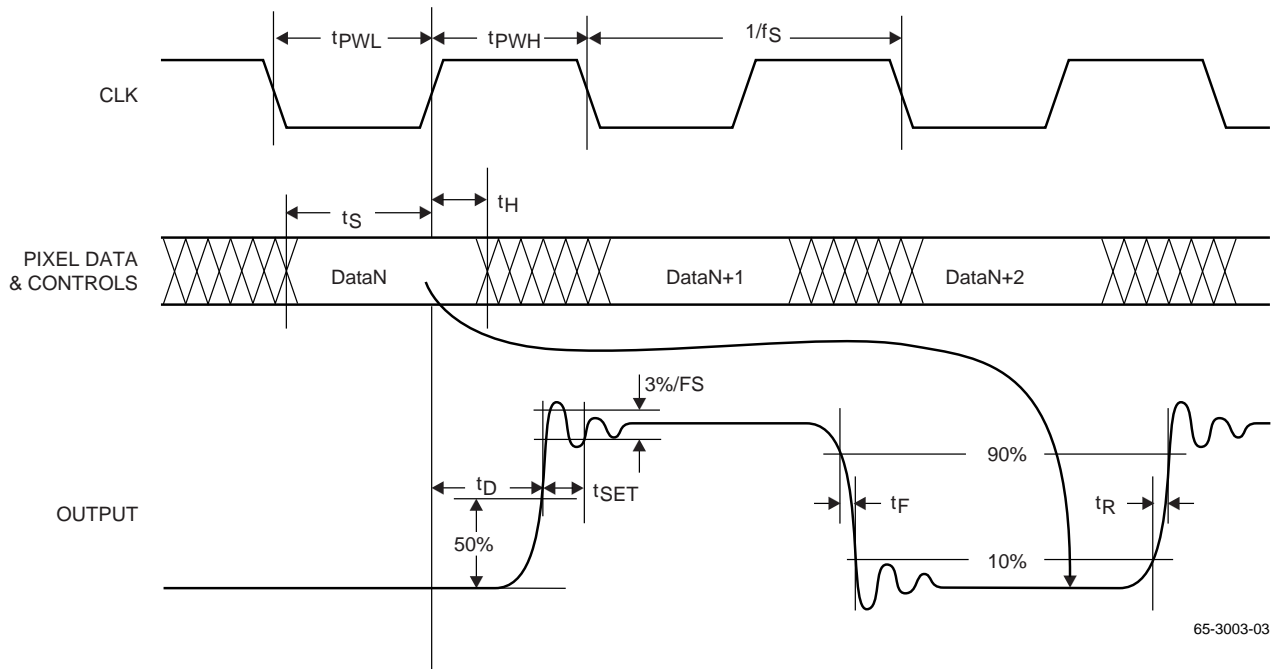 tPWL
tPWH
1/fS
CLK
tS
tH
PIXEL DATA
& CONTROLS
DataN
DataN+1
DataN+2
3%/FS
90%
tD
tSET
tF
tR
OUTPUT
50%
10%
65-3003-03